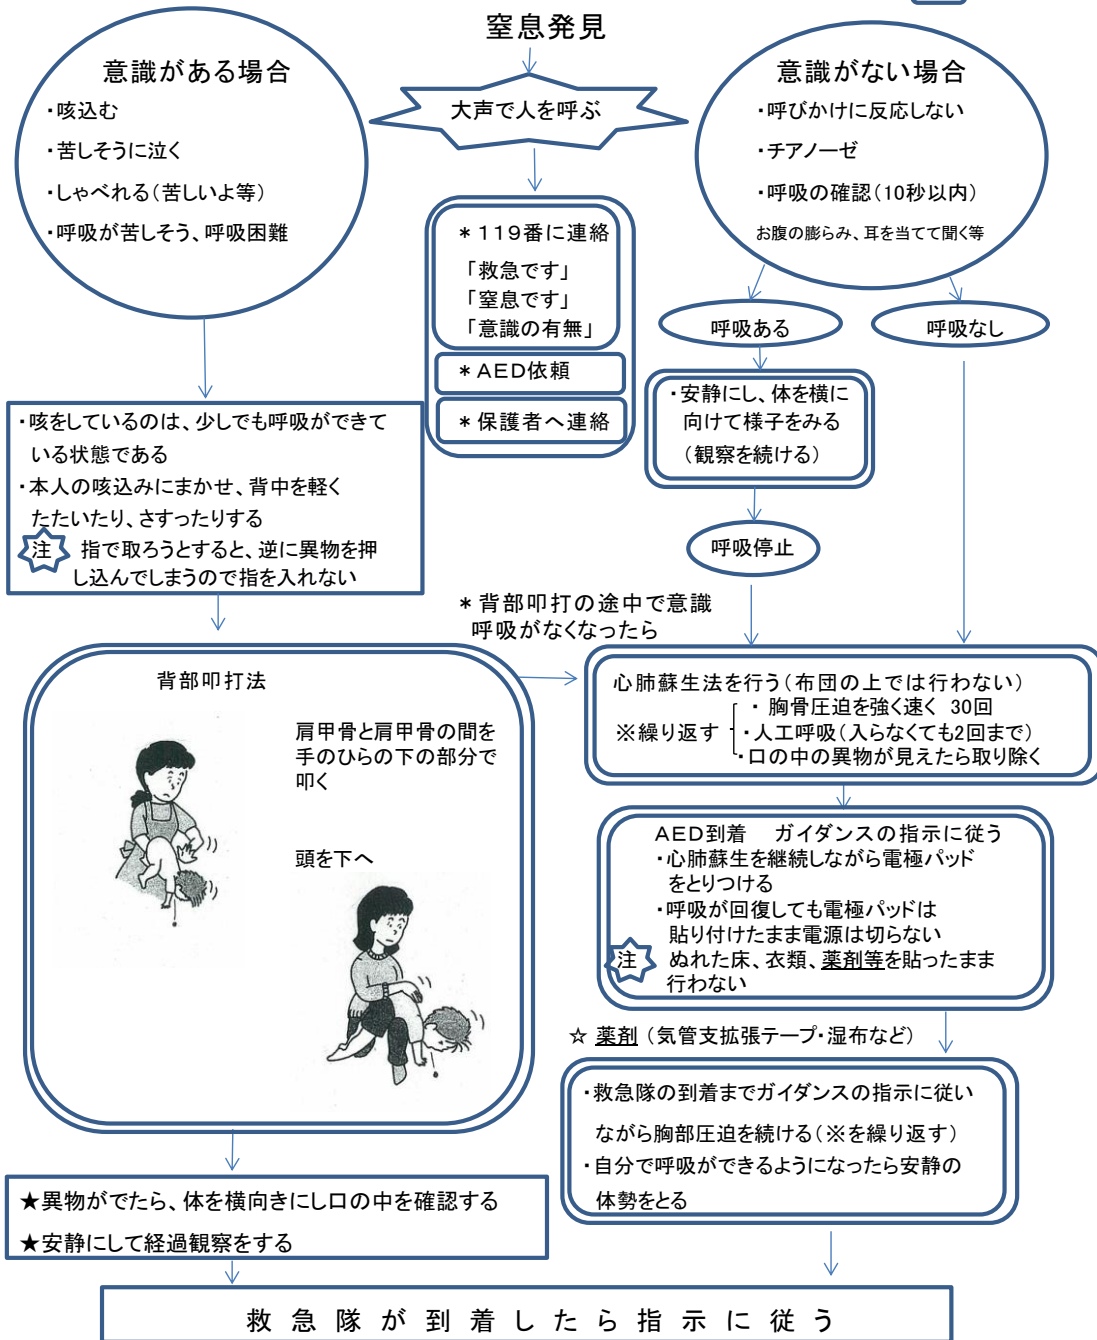 窒息発見
大声で人を呼ぶ
意識がある場合
・咳込む
・苦しそうに泣く
・しゃべれる(苦しいよ等)
・呼吸が苦しそう、呼吸困難
意識がない場合
・呼びかけに反応しない
・チアノーゼ
・呼吸の確認(10秒以内)
お腹の膨らみ、耳を当てて聞く等
＊119番に連絡
「救急です」
「窒息です」
「意識の有無」
＊AED依頼
＊保護者へ連絡
呼吸ある
呼吸なし
・安静にし、体を横に
向けて様子をみる
(観察を続ける)
呼吸停止
・咳をしているのは、少しでも呼吸ができて
いる状態である
・本人の咳込みにまかせ、背中を軽く
たたいたり、さすったりする
注 指で取ろうとすると、逆に異物を押
し込んでしまうので指を入れない
＊背部叩打の途中で意識
呼吸がなくなったら
背部叩打法
肩甲骨と肩甲骨の間を
手のひらの下の部分で
叩く
頭を下へ
心肺蘇生法を行う(布団の上では行わない)
・ 胸骨圧迫を強く速く 30回
※繰り返す ・人工呼吸(入らなくても2回まで)
・口の中の異物が見えたら取り除く
AED到着 ガイダンスの指示に従う
・心肺蘇生を継続しながら電極パッド
をとりつける
・呼吸が回復しても電極パッドは
貼り付けたまま電源は切らない
注 ぬれた床、衣類、薬剤等を貼ったまま
行わない
☆ 薬剤 (気管支拡張テープ・湿布など)
・救急隊の到着までガイダンスの指示に従い
ながら胸部圧迫を続ける(※を繰り返す)
・自分で呼吸ができるようになったら安静の
体勢をとる
★異物がでたら、体を横向きにし口の中を確認する
★安静にして経過観察をする
救急隊が到着したら指示に従う